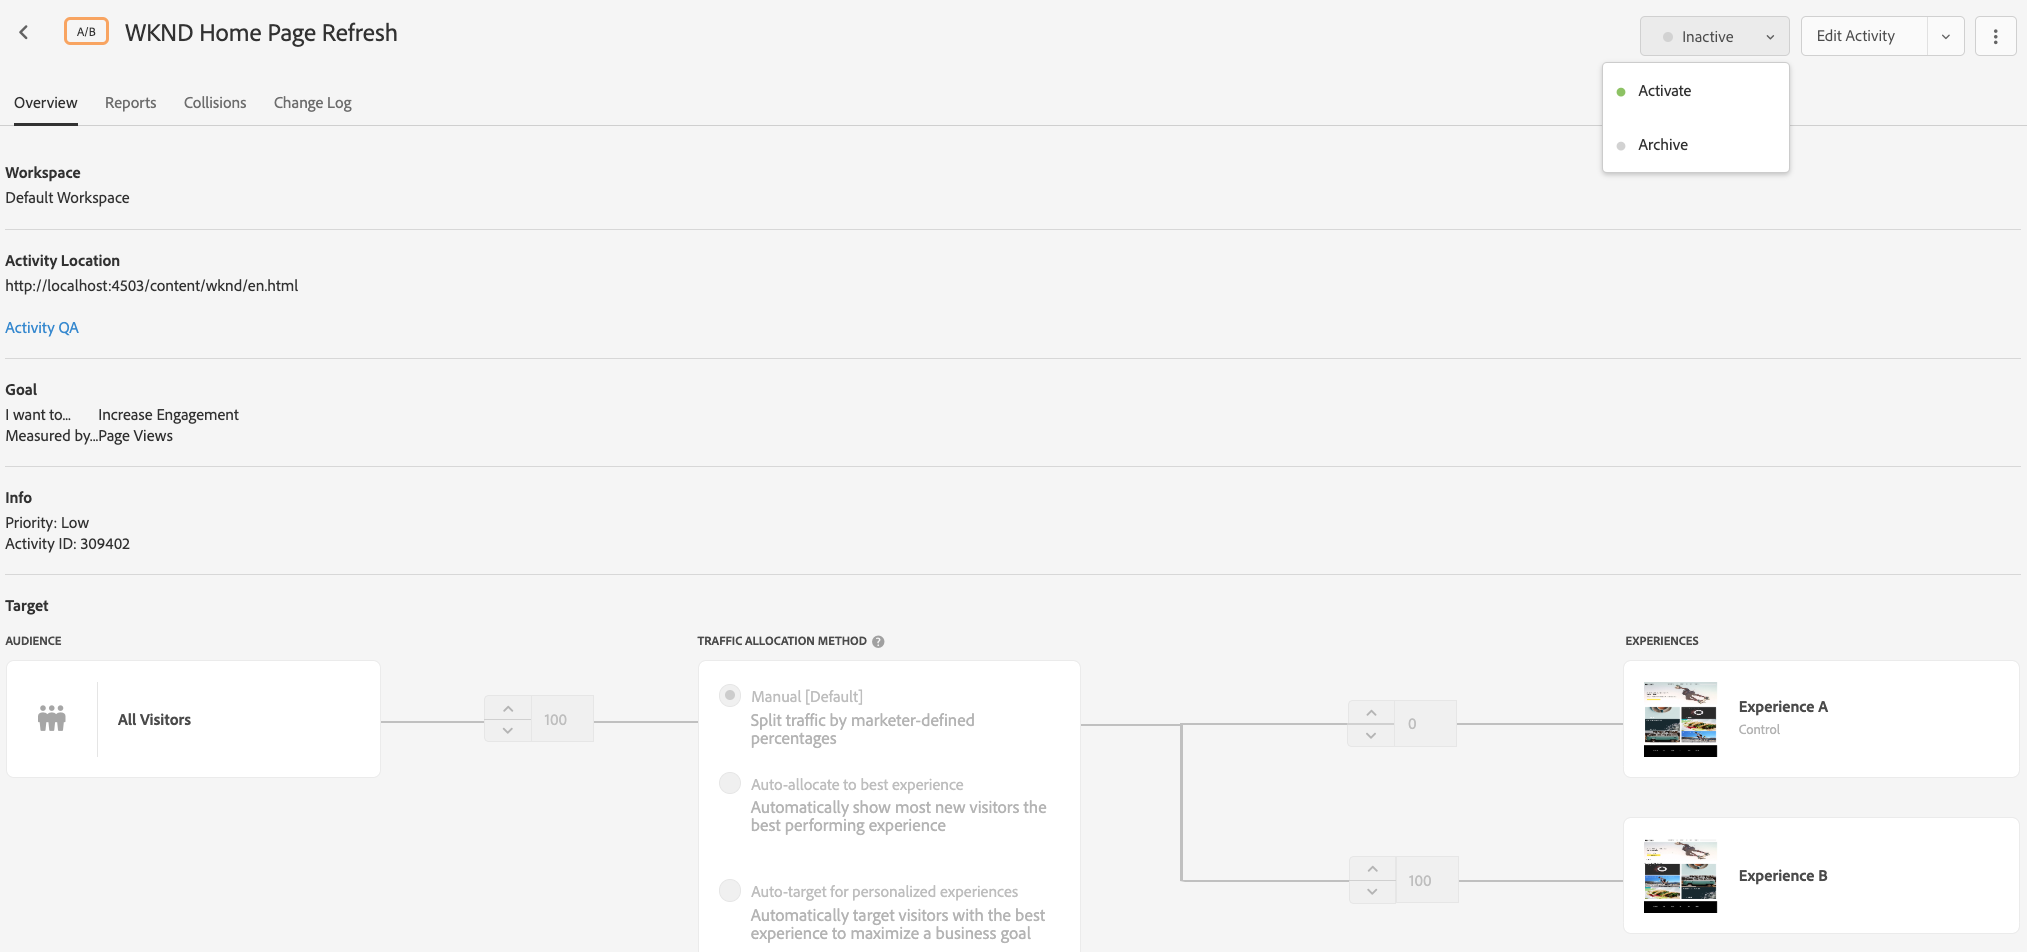 A/B
WKND Home Page Refresh
Inactive
Edit Activity
Activate
Archive
Overview
Reports
Collisions
Change Log
Workspace
Default Workspace
Activity Location
http://localhost:4503/content/wknd/en.html
Activity QA
Goal
I want to... Increase Engagement
Measured by...Page Views
Info
Priority: Low
Activity ID: 309402
Target
AUDIENCE
TRAFFIC ALLOCATION METHOD ?
EXPERIENCES
All Visitors
100
Manual [Default]
Split traffic by marketer-defined
percentages
Auto-allocate to best experience
Automatically show most new visitors the
best performing experience
Auto-target for personalized experiences
Automatically target visitors with the best
experience to maximize a business goal
0
Experience A
Control
100
Experience B